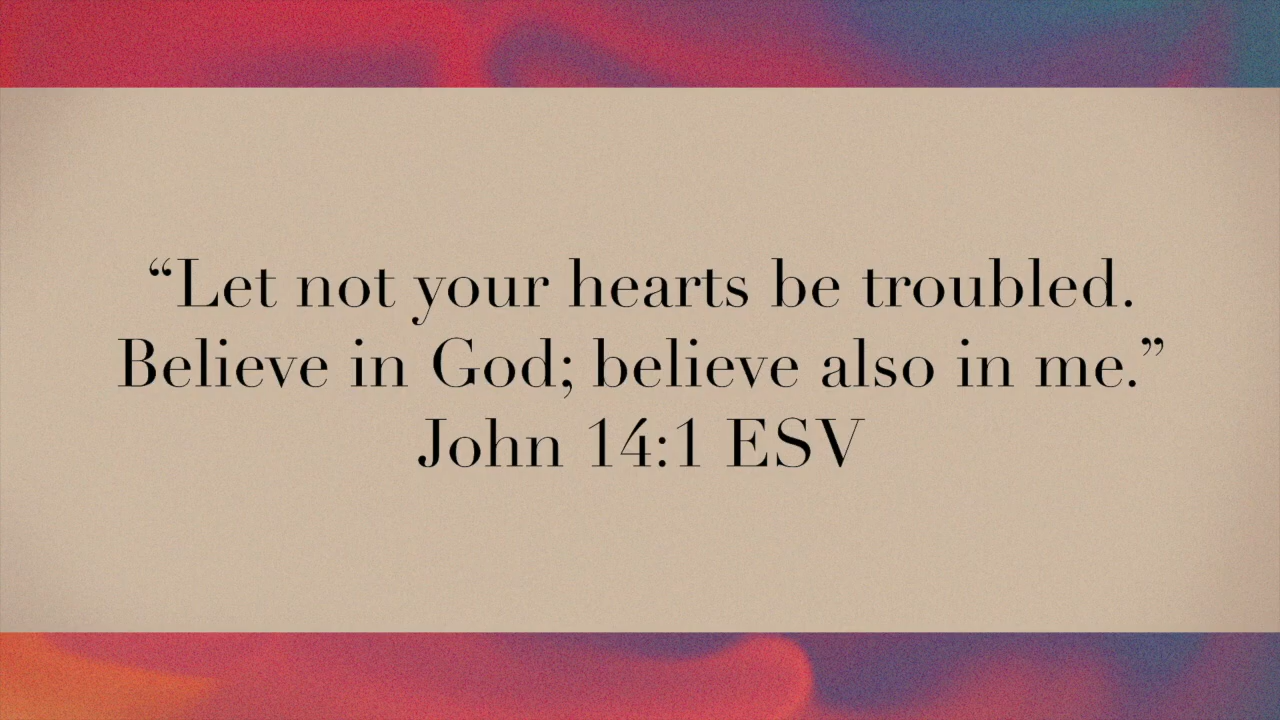 “Let not your hearts be troubled.
Believe in God; believe also in me.”
John 14:1 ESV